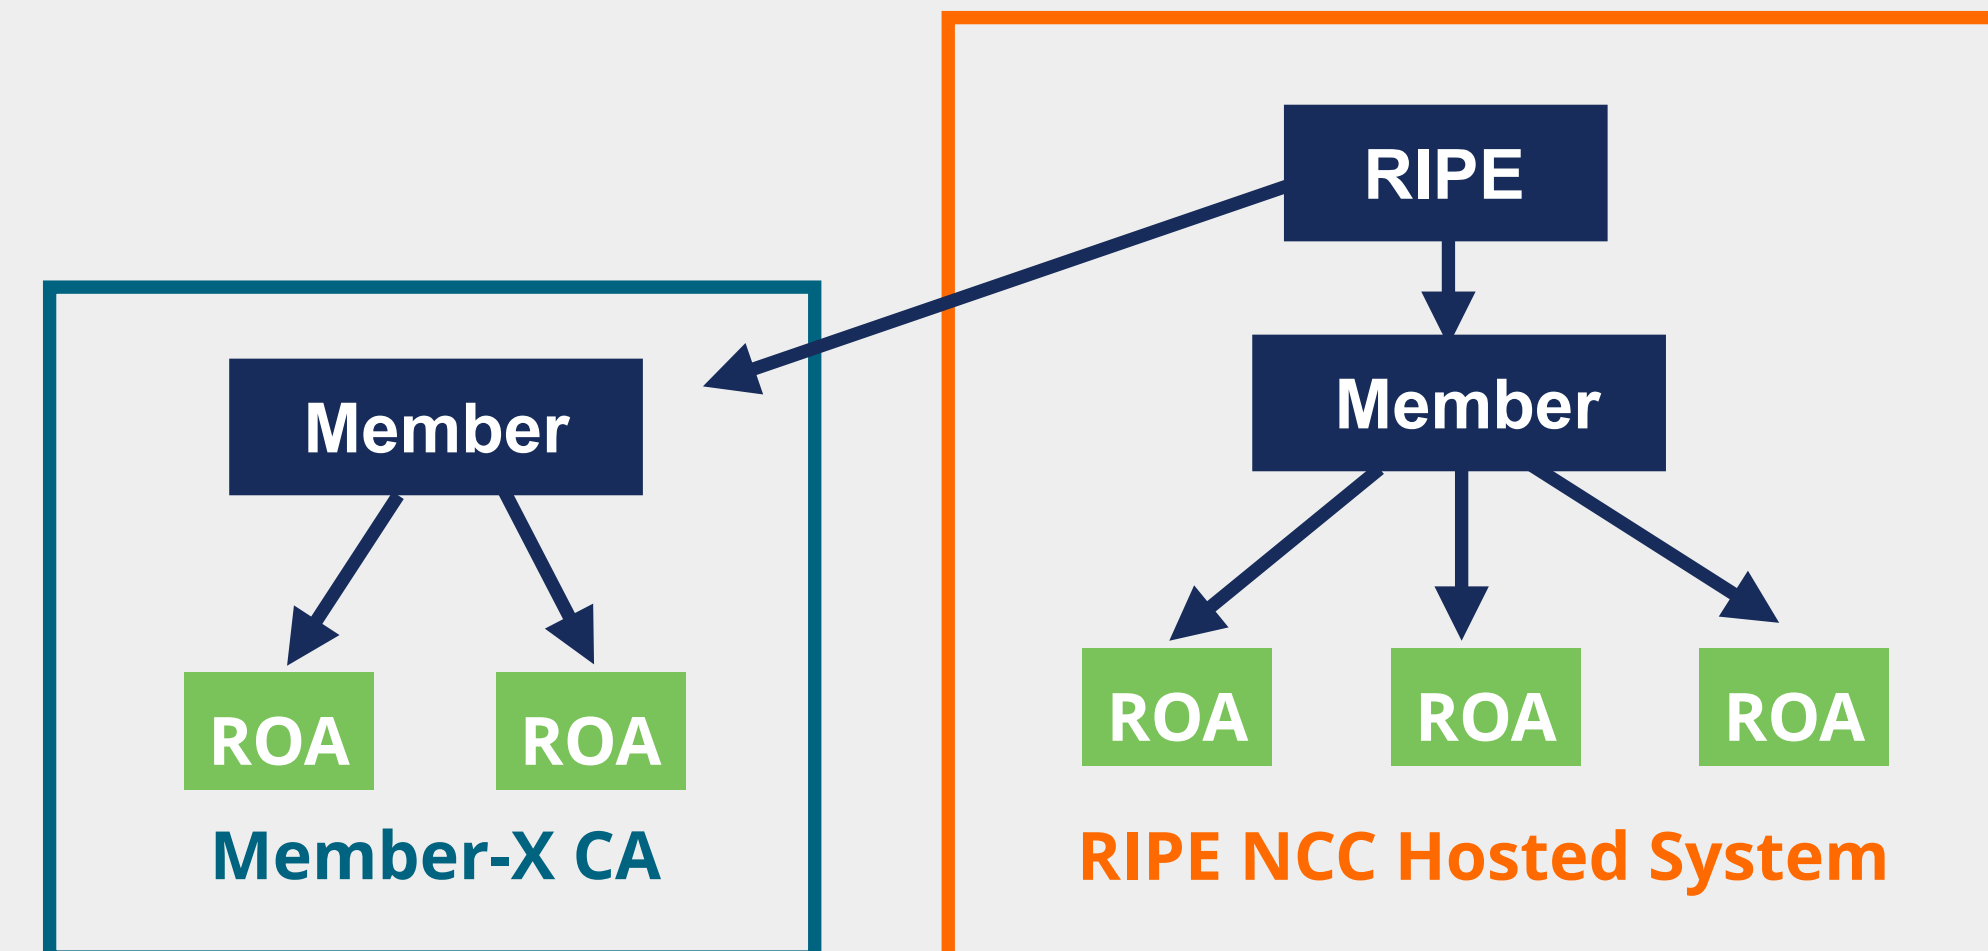 RIPE
Member
Member
ROA
ROA
ROA
ROA
ROA
Member-X CA
RIPE NCC Hosted System